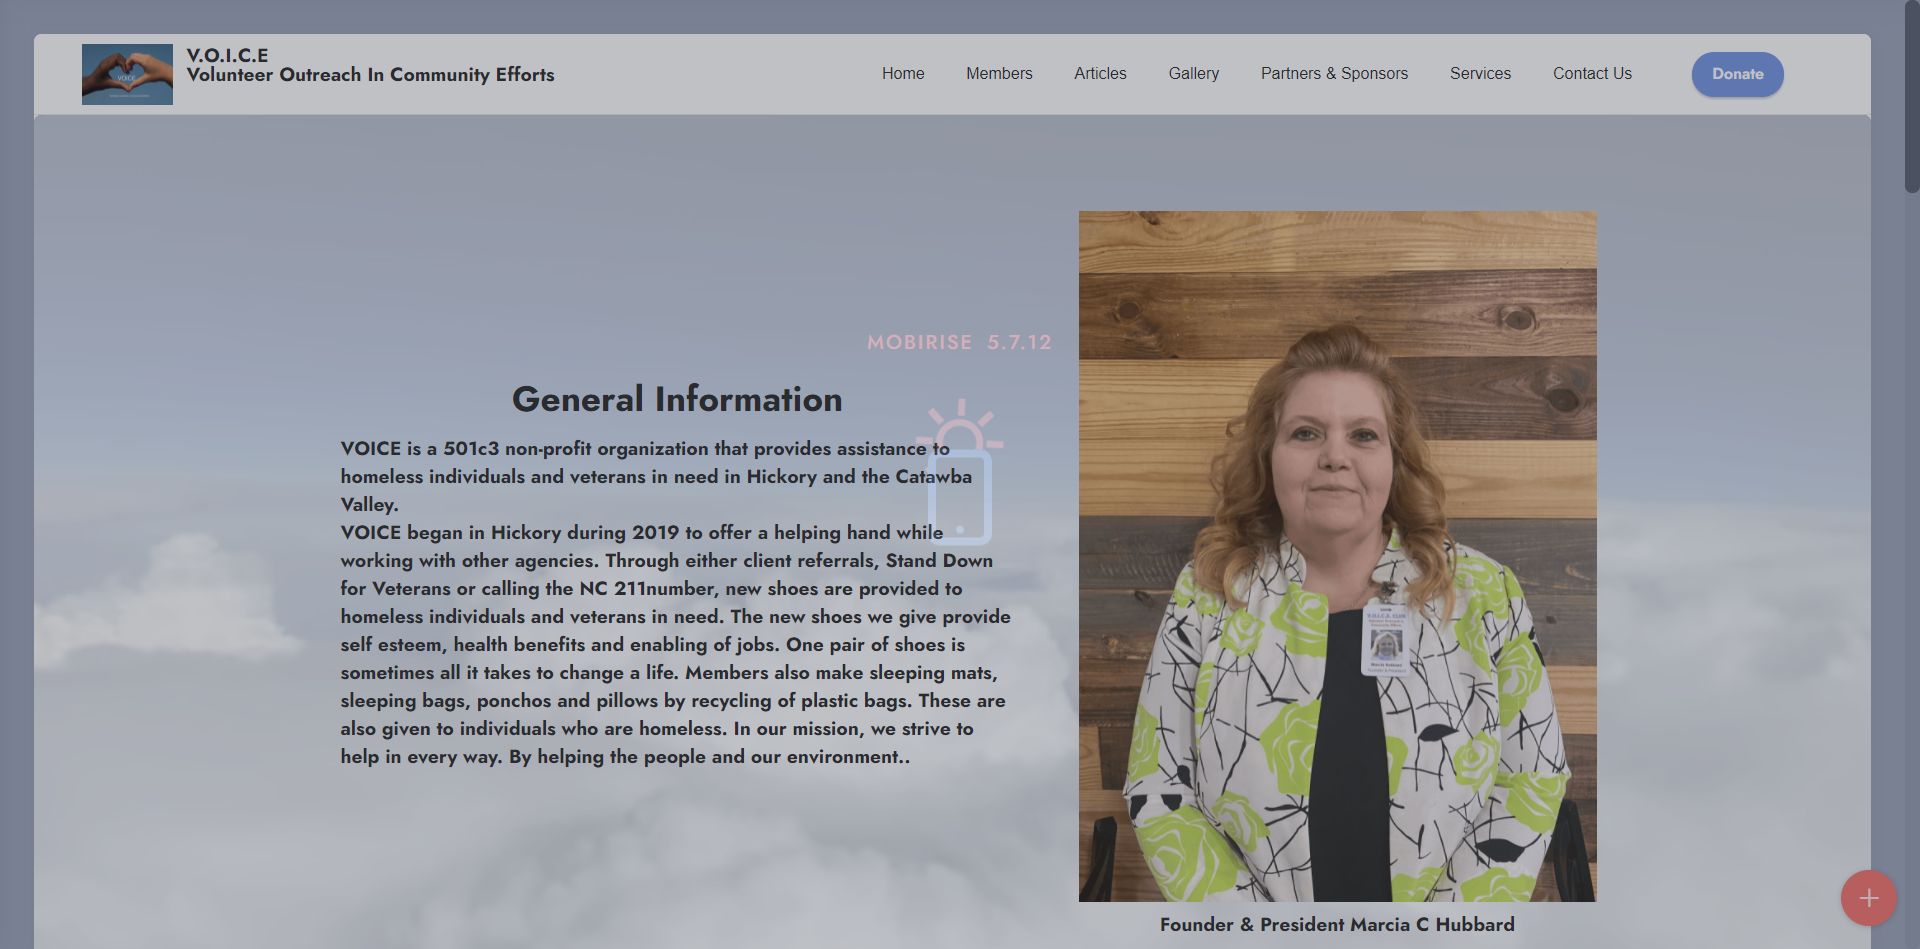 V.O.I.C.E
Volunteer Outreach In Community Efforts
Home
Members
Articles
Gallery
Partners & Sponsors
Services
Contact Us
Donate
VOICE
MOBIRISE 5.7.12
General Information
VOICE is a 501c3 non-profit organization that provides assistance to
homeless individuals and veterans in need in Hickory and the Catawba
Valley.
VOICE began in Hickory during 2019 to offer a helping hand while
working with other agencies. Through either client referrals, Stand Down
for Veterans or calling the NC 211number, new shoes are provided to
homeless individuals and veterans in need. The new shoes we give provide
self esteem, health benefits and enabling of jobs. One pair of shoes is
sometimes all it takes to change a life. Members also make sleeping mats,
sleeping bags, ponchos and pillows by recycling of plastic bags. These are
also given to individuals who are homeless. In our mission, we strive to
help in every way. By helping the people and our environment..
Founder & President Marcia C Hubbard